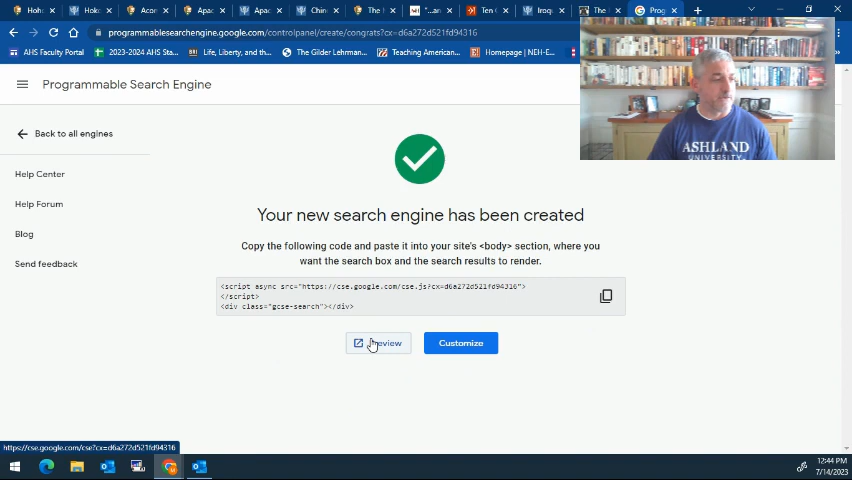 Hoh
Hok
Acor
Apac
Apac
Chin
The M
"...ar
Ten C
Iroq
The I
Prog
programmablesearchengine.google.com/controlpanel/create/congrats?cx=d6a272d521fd94316
AHS Faculty Portal
2023-2024 AHS Sta...
Life, Liberty, and th...
The Gilder Lehrman...
Teaching American...
Homepage | NEH-E...
Programmable Search Engine
Back to all engines
Help Center
Help Forum
Blog
Send feedback
ASHLAND
UNIVERSITY
Your new search engine has been created
Copy the following code and paste it into your site's <body> section, where you
want the search box and the search results to render.
<script async src="https://cse.google.com/cse.js?cx=d6a272d521fd94316">
</script>
<div class="gcse-search"></div>
Preview
Customize
https://cse.google.com/cse?cx=d6a272d521fd94316
12:44 PM
7/14/2023